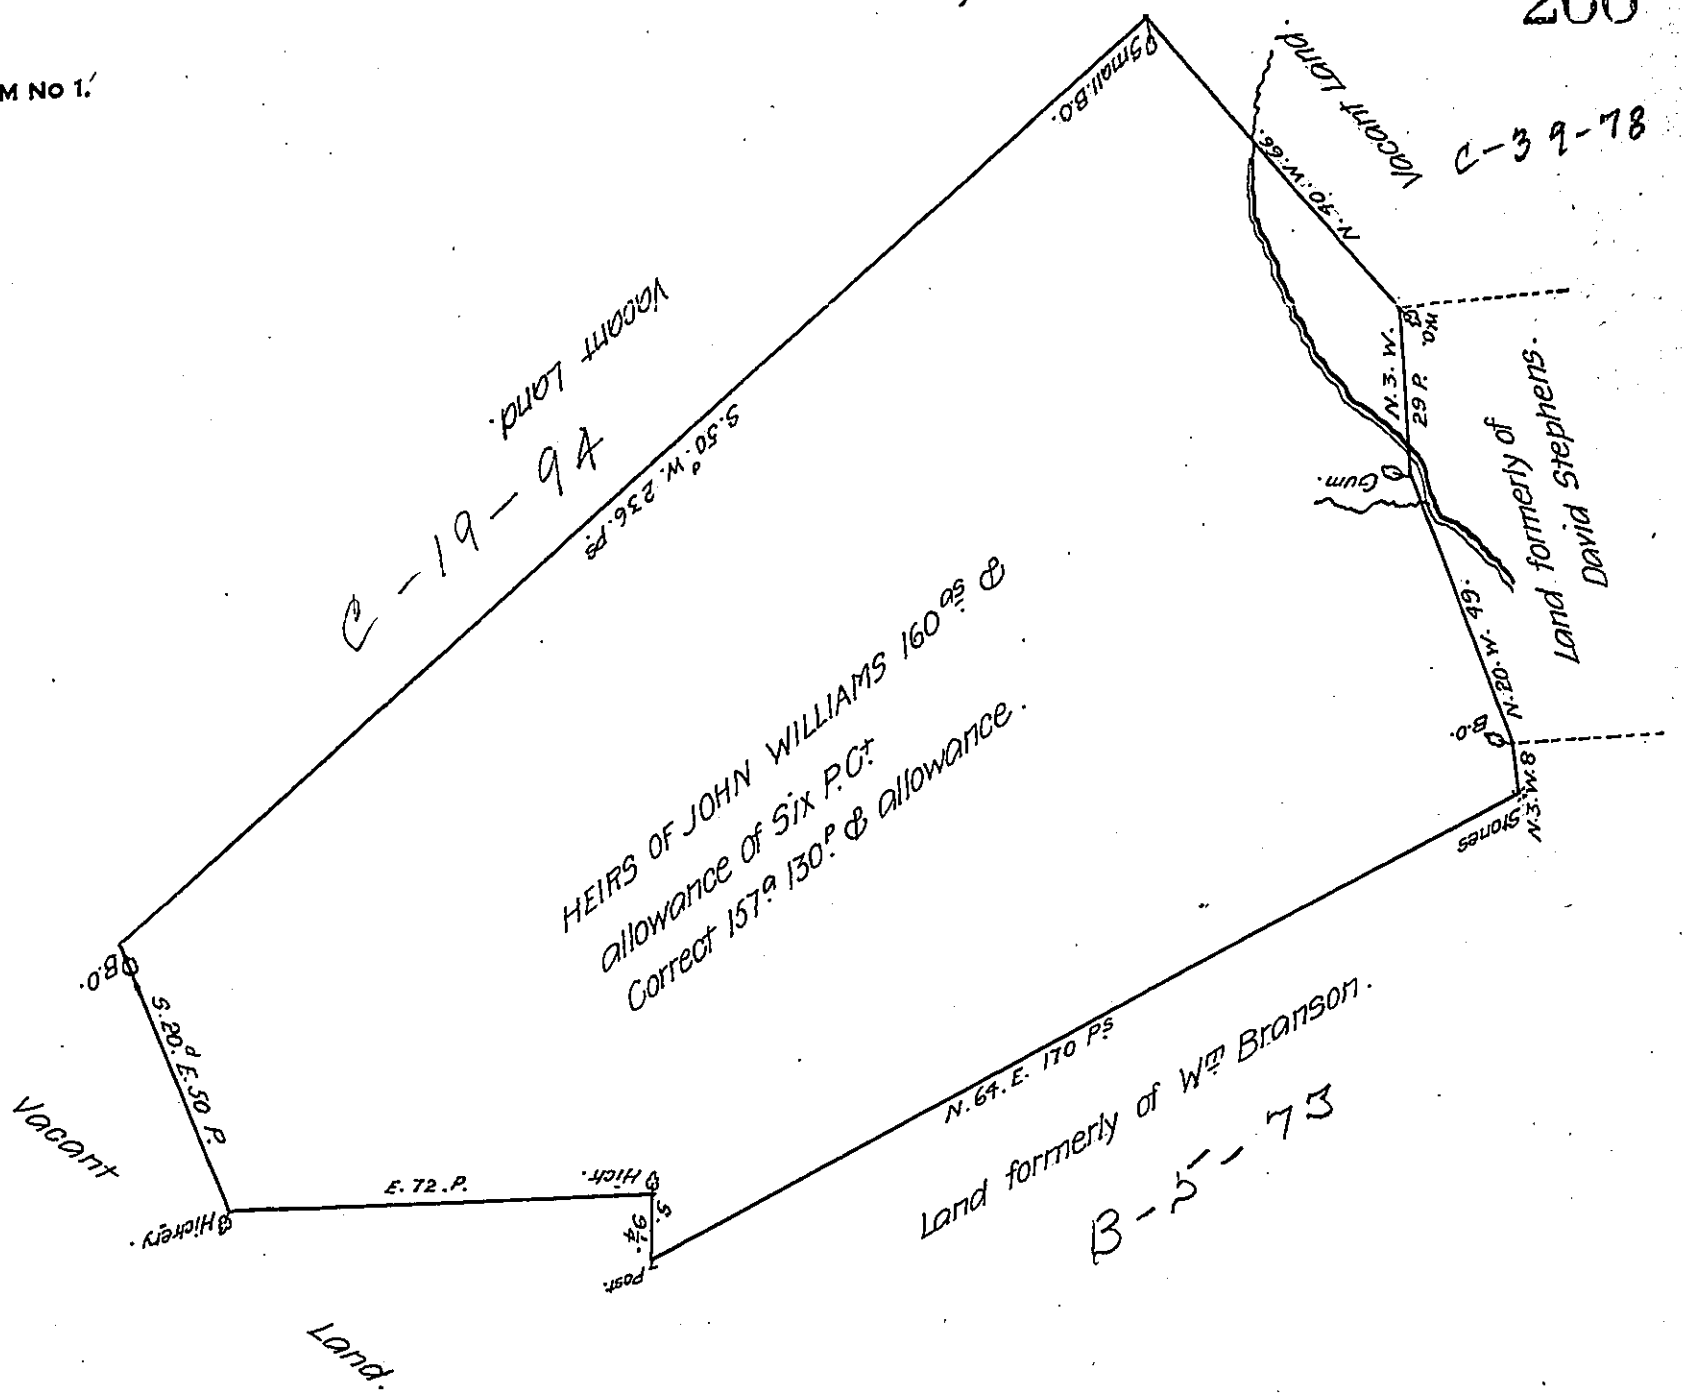 200
M No 1.
Small.B.O.
Vacant Land.
C-39-78
N.40.W.66.
Vacant Land.
C-19-94
S.50.d W. 236.Ps
W.O.
N.3.W.
29 P.
Gum.
Land formerly of
David Stephens.
N.20.W. 49.
B.O.
N.3.W.8
Stones
HEIRS OF JOHN WILLIAMS 160 as &
allowance of Six P.Ct
Correct 157a 130P. & allowance.
B.O.
S.20.d E.50 P.
Vacant
Hickery.
E.72.P.
Hickr.
S. 9¼.
Post.
N.64.E. 170 Ps
Land formerly of Wm Branson.
B-5-73
Land.